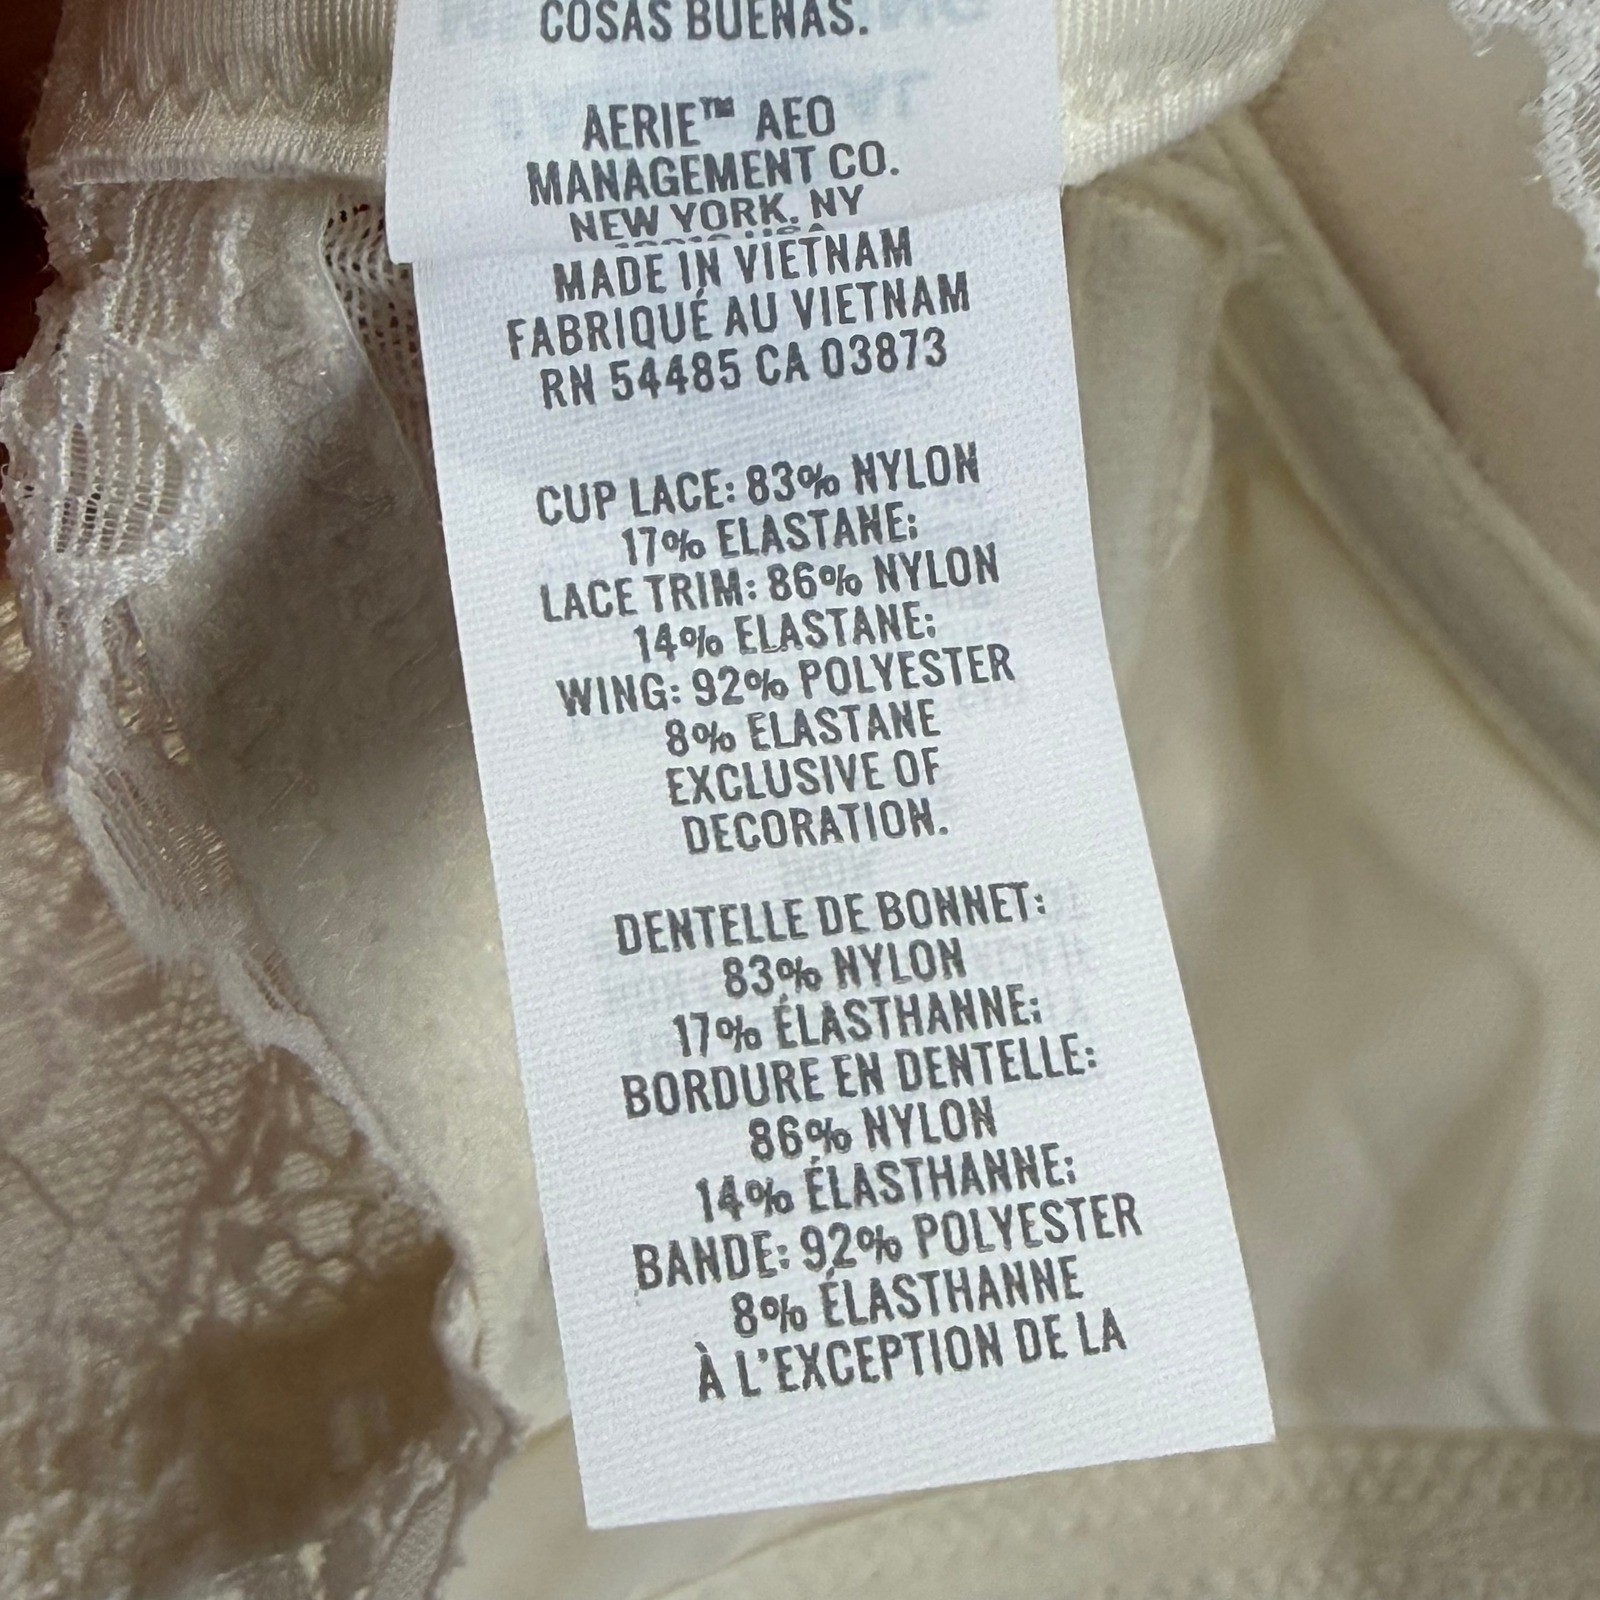 COSAS BUENAS.
AERIE™ AEO
MANAGEMENT CO.
NEW YORK, NY
MADE IN VIETNAM
FABRIQUÉ AU VIETNAM
RN 54485 CA 03873
CUP LACE: 83% NYLON
17% ELASTANE;
LACE TRIM: 86% NYLON
14% ELASTANE;
WING: 92% POLYESTER
8% ELASTANE
EXCLUSIVE OF
DECORATION.
DENTELLE DE BONNET:
83% NYLON
17% ÉLASTHANNE;
BORDURE EN DENTELLE:
86% NYLON
14% ÉLASTHANNE;
BANDE: 92% POLYESTER
8% ÉLASTHANNE
À L'EXCEPTION DE LA